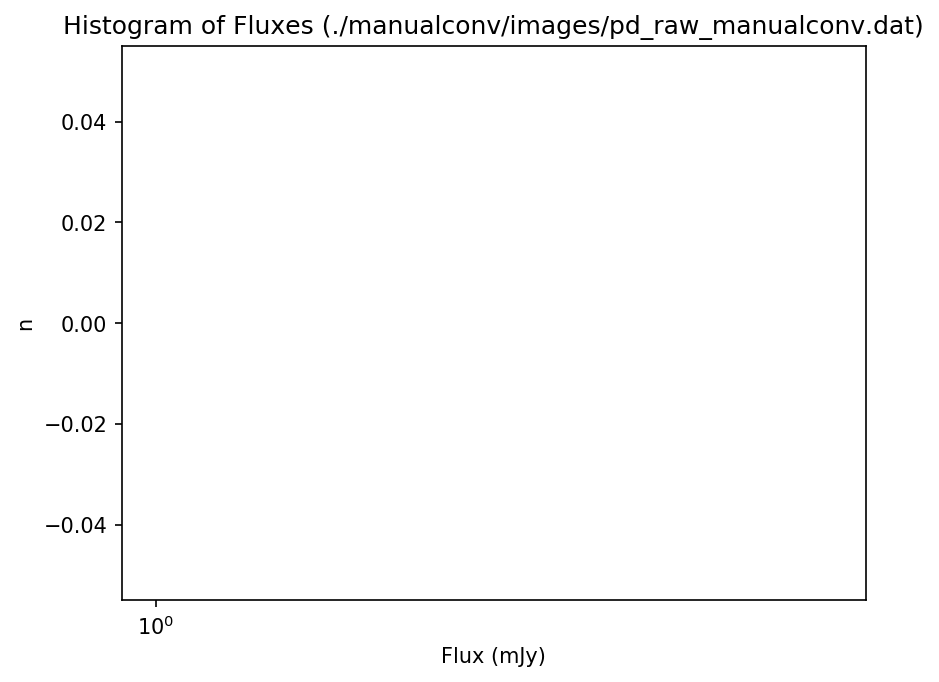 Histogram of Fluxes (./manualconv/images/pd_raw_manualconv.dat)
0.04
0.02
0.00
−0.02
−0.04
n
10⁰
Flux (mJy)